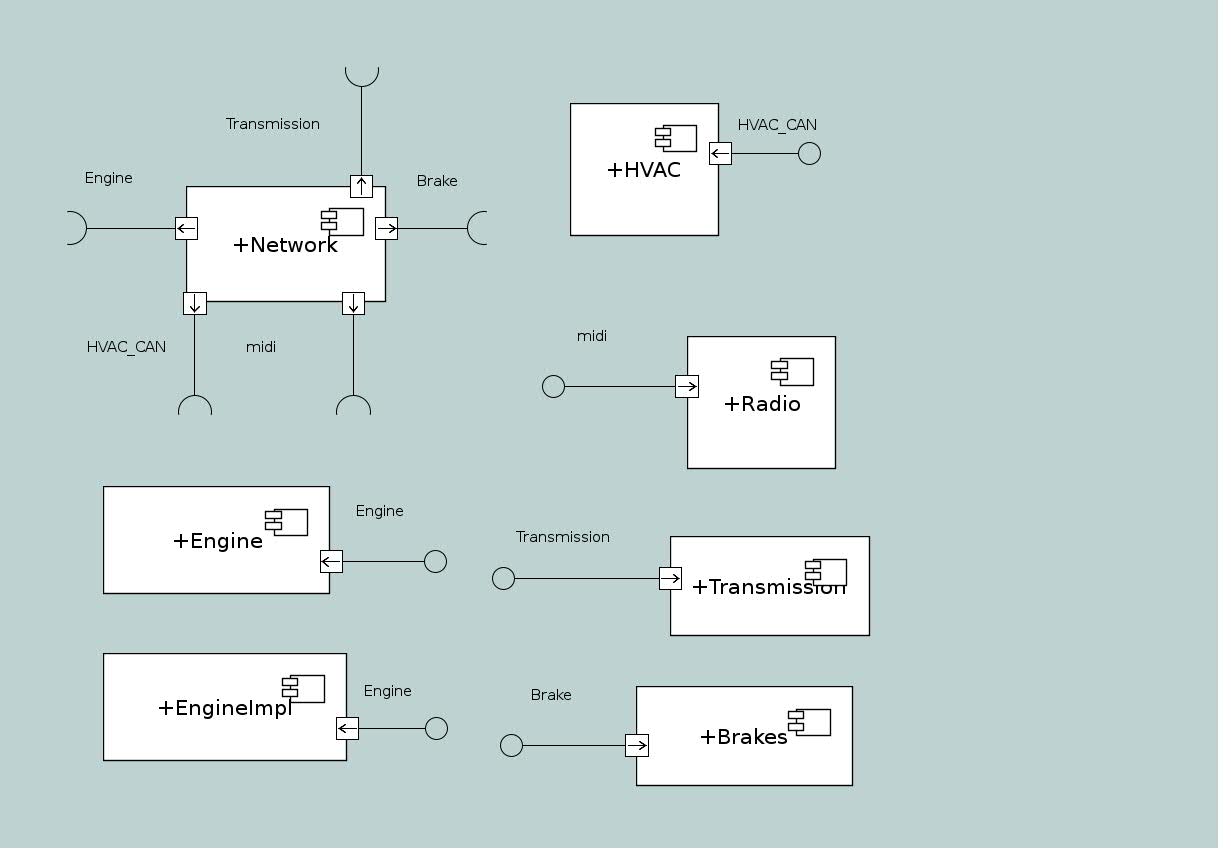 Transmission
HVAC_CAN
+HVAC
Engine
Brake
+Network
HVAC_CAN
midi
midi
+Radio
Engine
+Engine
Transmission
+Transmission
Engine
+EngineImpl
Brake
+Brakes